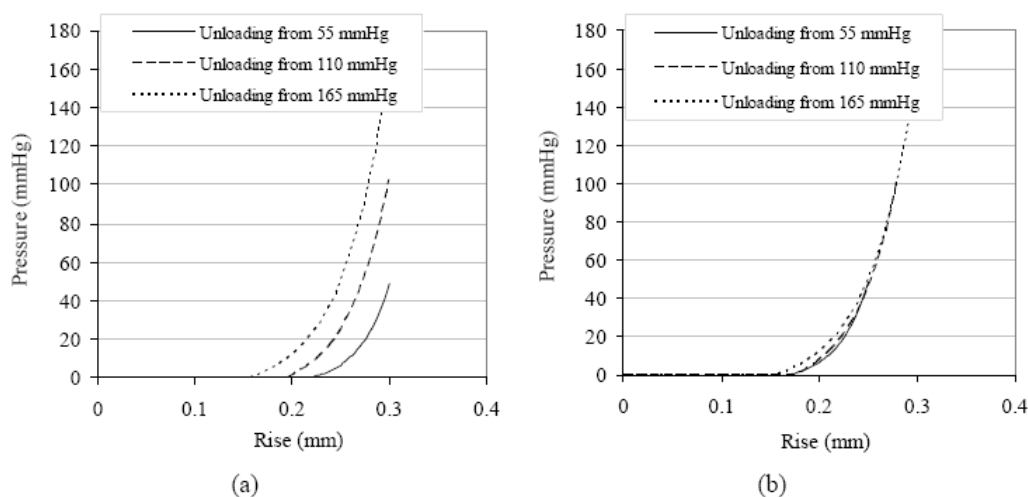 180
160
140
120
100
80
60
40
20
0
Pressure (mmHg)
Unloading from 55 mmHg
Unloading from 110 mmHg
Unloading from 165 mmHg
0 0.1 0.2 0.3 0.4
Rise (mm)
(a)
180
160
140
120
100
80
60
40
20
0
Pressure (mmHg)
Unloading from 55 mmHg
Unloading from 110 mmHg
Unloading from 165 mmHg
0 0.1 0.2 0.3 0.4
Rise (mm)
(b)